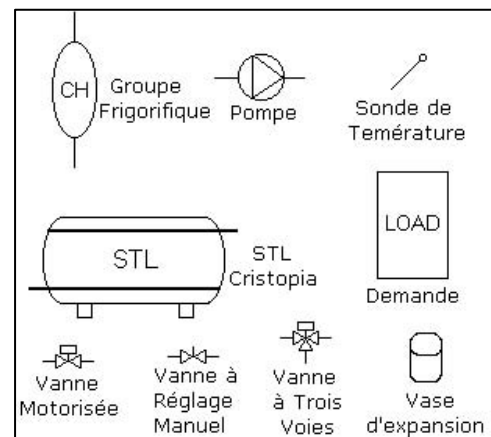 CH
Groupe
Frigorifique
Pompe
Sonde de
Temérature
STL
STL
Cristopia
LOAD
Demande
Vanne
Motorisée
Vanne à
Réglage
Manuel
Vanne
à Trois
Voies
Vase
d'expansion